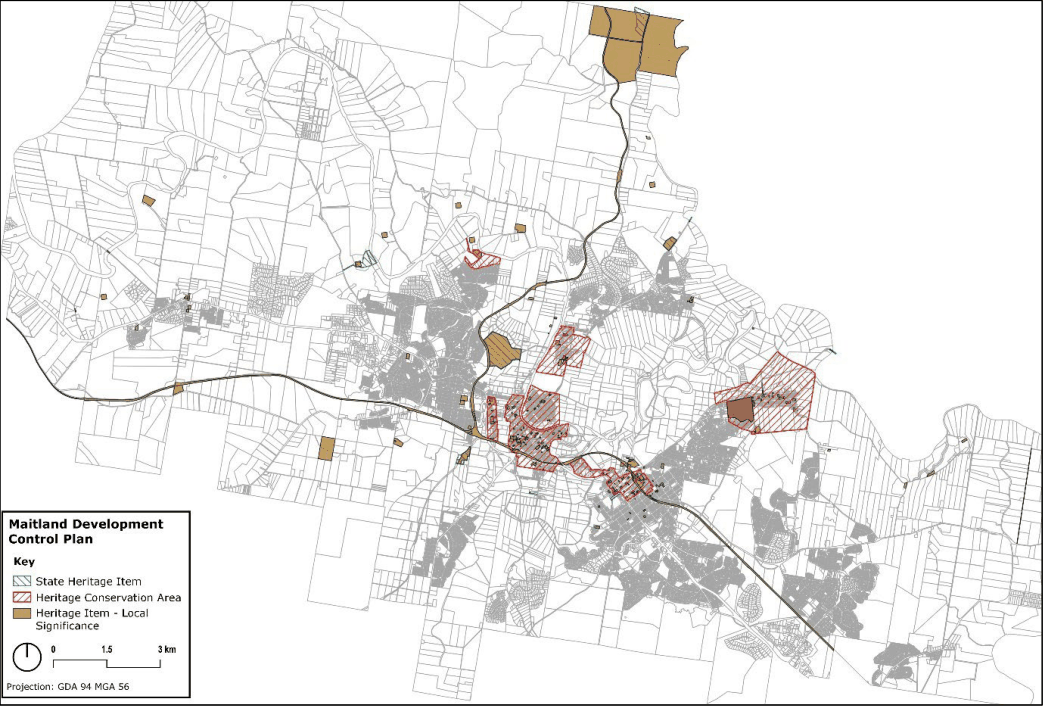 Maitland Development
Control Plan
Key
State Heritage Item
Heritage Conservation Area
Heritage Item - Local
Significance
0 1.5 3 km
Projection: GDA 94 MGA 56